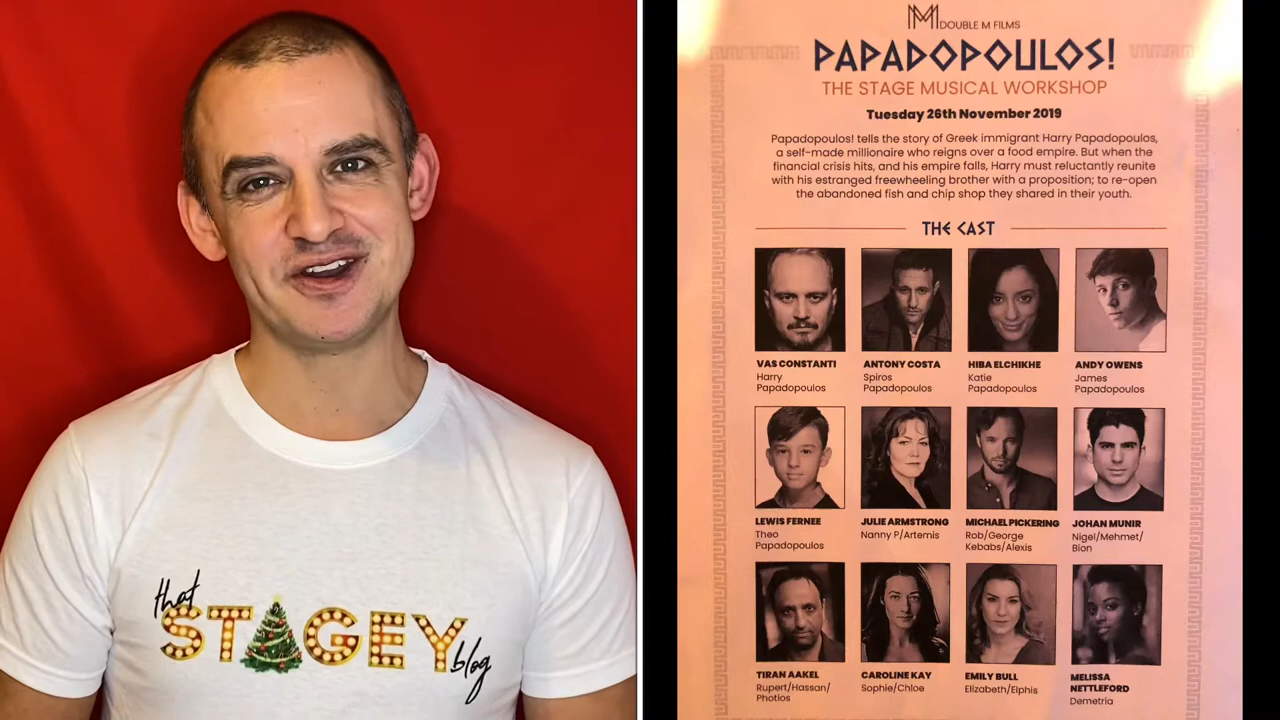 that
STAGEY
blog
M DOUBLE M FILMS
PAPADOPOULOS!
THE STAGE MUSICAL WORKSHOP
Tuesday 26th November 2019
Papadopoulos! tells the story of Greek immigrant Harry Papadopoulos,
a self-made millionaire who reigns over a food empire. But when the
financial crisis hits, and his empire falls, Harry must reluctantly reunite
with his estranged freewheeling brother with a proposition; to re-open
the abandoned fish and chip shop they shared in their youth.
THE CAST
VAS CONSTANTI
Harry
Papadopoulos
ANTONY COSTA
Spiros
Papadopoulos
HIBA ELCHIKHE
Katie
Papadopoulos
ANDY OWENS
James
Papadopoulos
LEWIS FERNEE
Theo
Papadopoulos
JULIE ARMSTRONG
Nanny P/Artemis
MICHAEL PICKERING
Rob/George
Kebabs/Alexis
JOHAN MUNIR
Nigel/Mehmet/
Bion
TIRAN AAKEL
Rupert/Hassan/
Photios
CAROLINE KAY
Sophie/Chloe
EMILY BULL
Elizabeth/Elphis
MELISSA
NETTLEFORD
Demetria